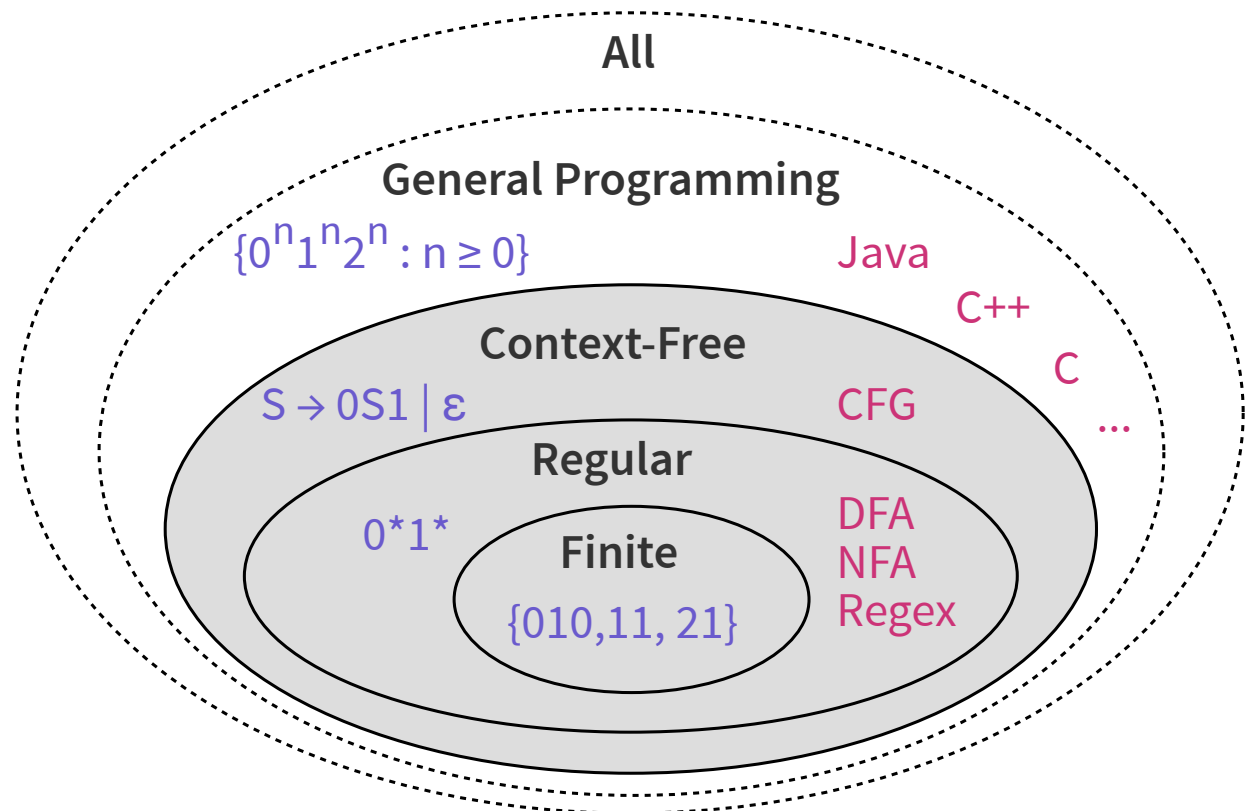 All
General Programming
{0ⁿ1ⁿ2ⁿ : n ≥ 0}
Java
C++
Context-Free
C
S → 0S1 | ε
CFG
...
Regular
0*1*
DFA
Finite
NFA
{010,11, 21}
Regex